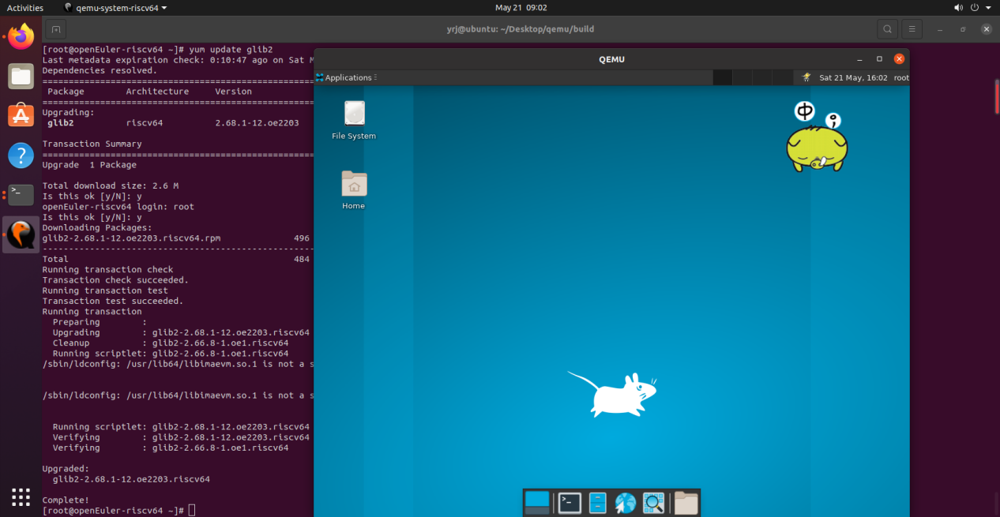 Activities
qemu-system-riscv64
May 21 09:02
yrj@ubuntu: ~/Desktop/qemu/build
[root@openEuler-riscv64 ~]# yum update glib2
Last metadata expiration check: 0:10:47 ago on Sat M
Dependencies resolved.
================================================
Package Architecture Version
================================================
Upgrading:
glib2 riscv64 2.68.1-12.oe2203
Transaction Summary
================================================
Upgrade 1 Package
Total download size: 2.6 M
Is this ok [y/N]: y
openEuler-riscv64 login: root
Is this ok [y/N]: y
Downloading Packages:
glib2-2.68.1-12.oe2203.riscv64.rpm 496
------------------------------------------------
Total 484
Running transaction check
Transaction check succeeded.
Running transaction test
Transaction test succeeded.
Running transaction
Preparing :
Upgrading : glib2-2.68.1-12.oe2203.riscv64
Cleanup : glib2-2.66.8-1.oe1.riscv64
Running scriptlet: glib2-2.66.8-1.oe1.riscv64
/sbin/ldconfig: /usr/lib64/libimaevm.so.1 is not a s
/sbin/ldconfig: /usr/lib64/libimaevm.so.1 is not a s
Running scriptlet: glib2-2.68.1-12.oe2203.riscv64
Verifying : glib2-2.68.1-12.oe2203.riscv64
Verifying : glib2-2.66.8-1.oe1.riscv64
Upgraded:
glib2-2.68.1-12.oe2203.riscv64
Complete!
[root@openEuler-riscv64 ~]#
QEMU
Applications
Sat 21 May, 16:02 root
File System
Home
中
;